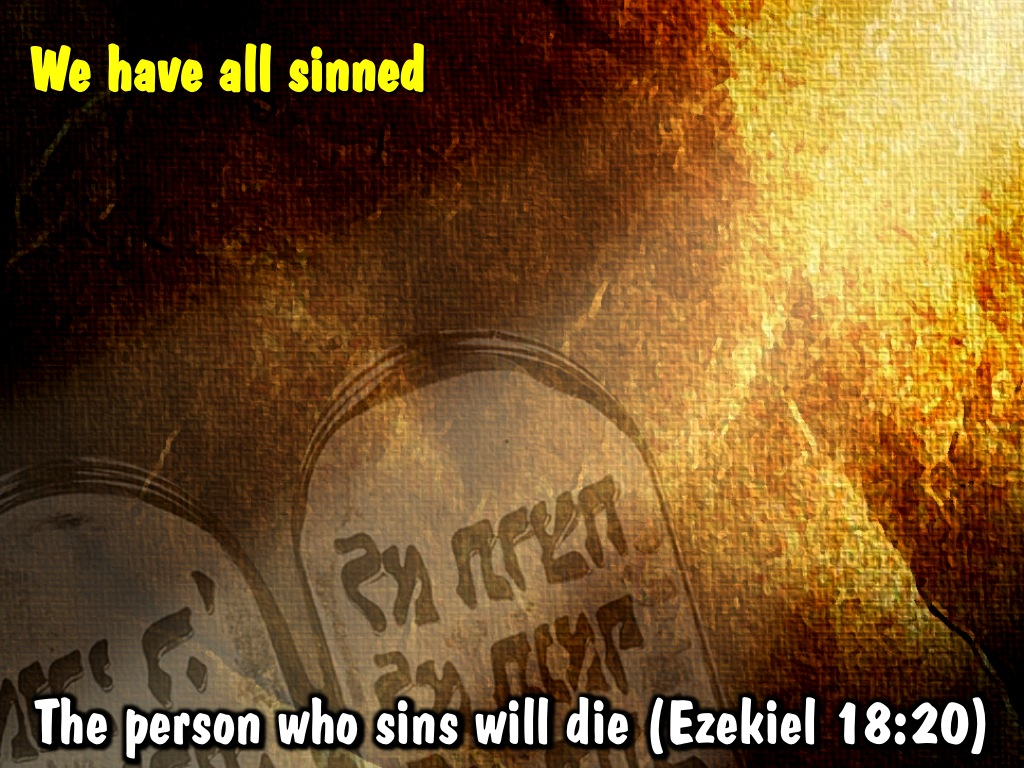 We have all sinned
The person who sins will die (Ezekiel 18:20)